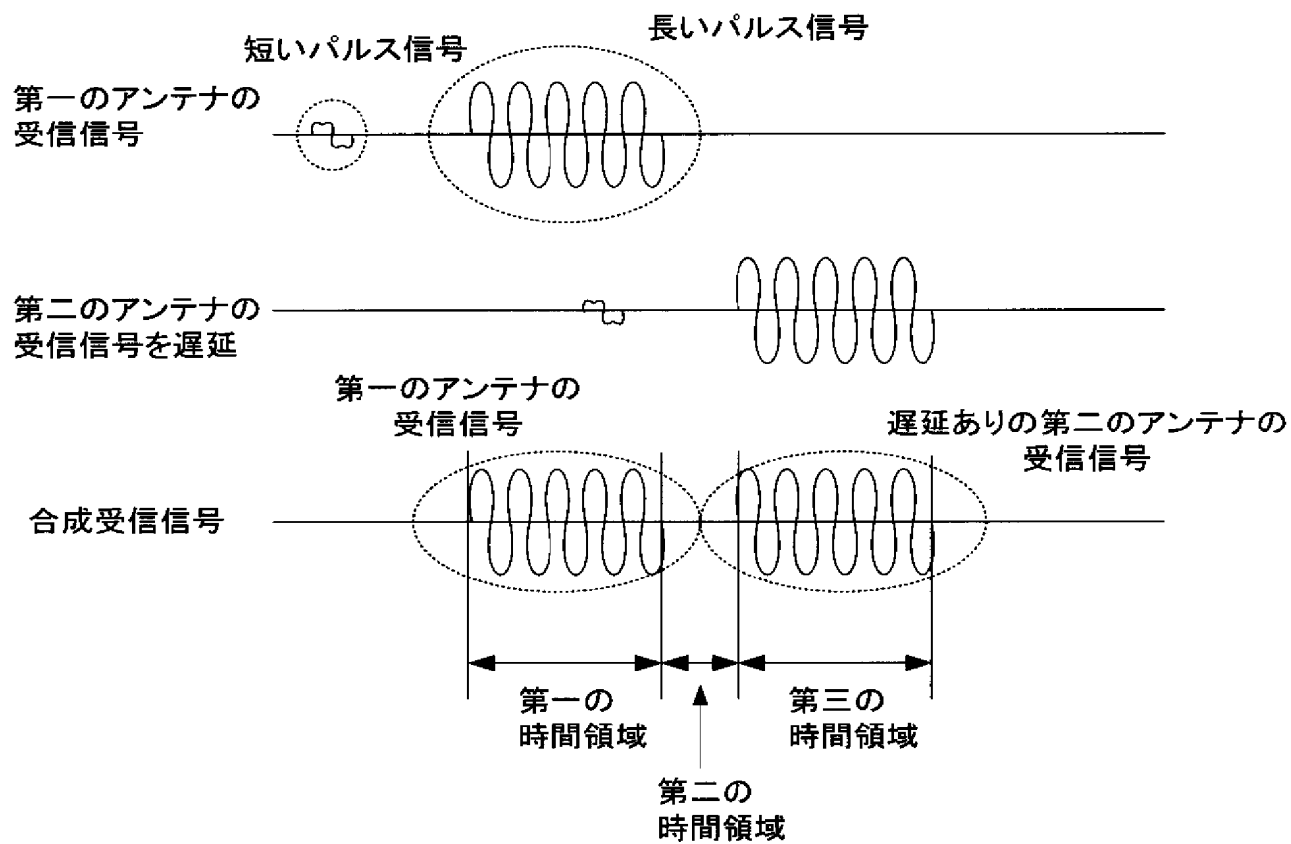 短いパルス信号
長いパルス信号
第一のアンテナの
受信信号
第二のアンテナの
受信信号を遅延
第一のアンテナの
受信信号
遅延ありの第二のアンテナの
受信信号
合成受信信号
第一の
時間領域
第三の
時間領域
第二の
時間領域